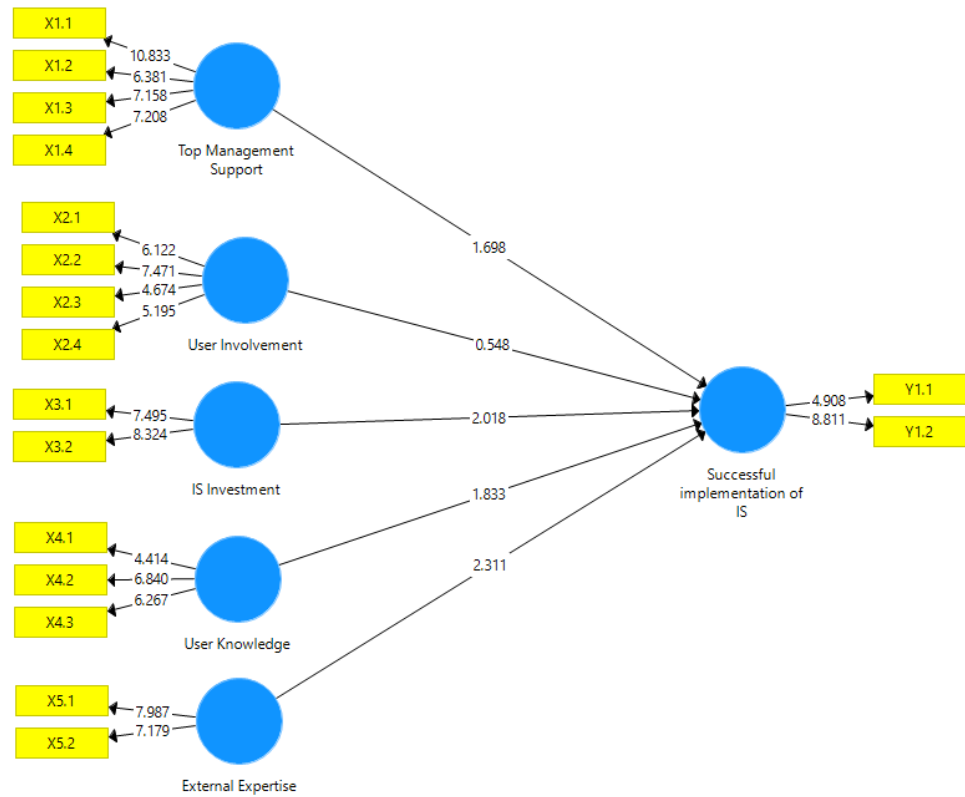 X1.1
10.833
X1.2
6.381
X1.3
7.158
7.208
X1.4
Top Management
Support
X2.1
6.122
X2.2
7.471
X2.3
4.674
5.195
X2.4
User Involvement
X3.1
7.495
8.324
X3.2
IS Investment
X4.1
4.414
X4.2
6.840
6.267
X4.3
User Knowledge
X5.1
7.987
7.179
X5.2
External Expertise
1.698
0.548
2.018
1.833
2.311
Successful
implementation of
IS
4.908
Y1.1
8.811
Y1.2